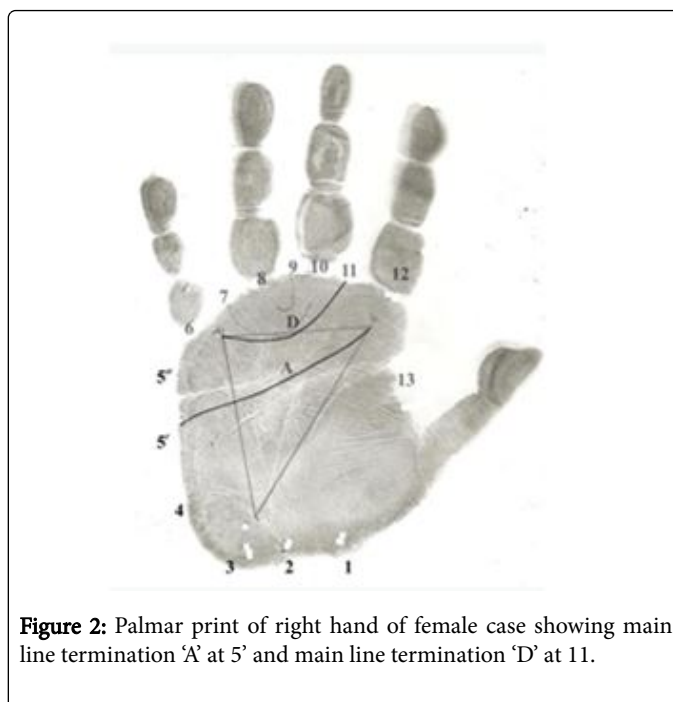 9 10 11
8 12
7
6 D
5" A 13
5'
4
3 2 1
Figure 2: Palmar print of right hand of female case showing main
line termination ‘A’ at 5’ and main line termination ‘D’ at 11.